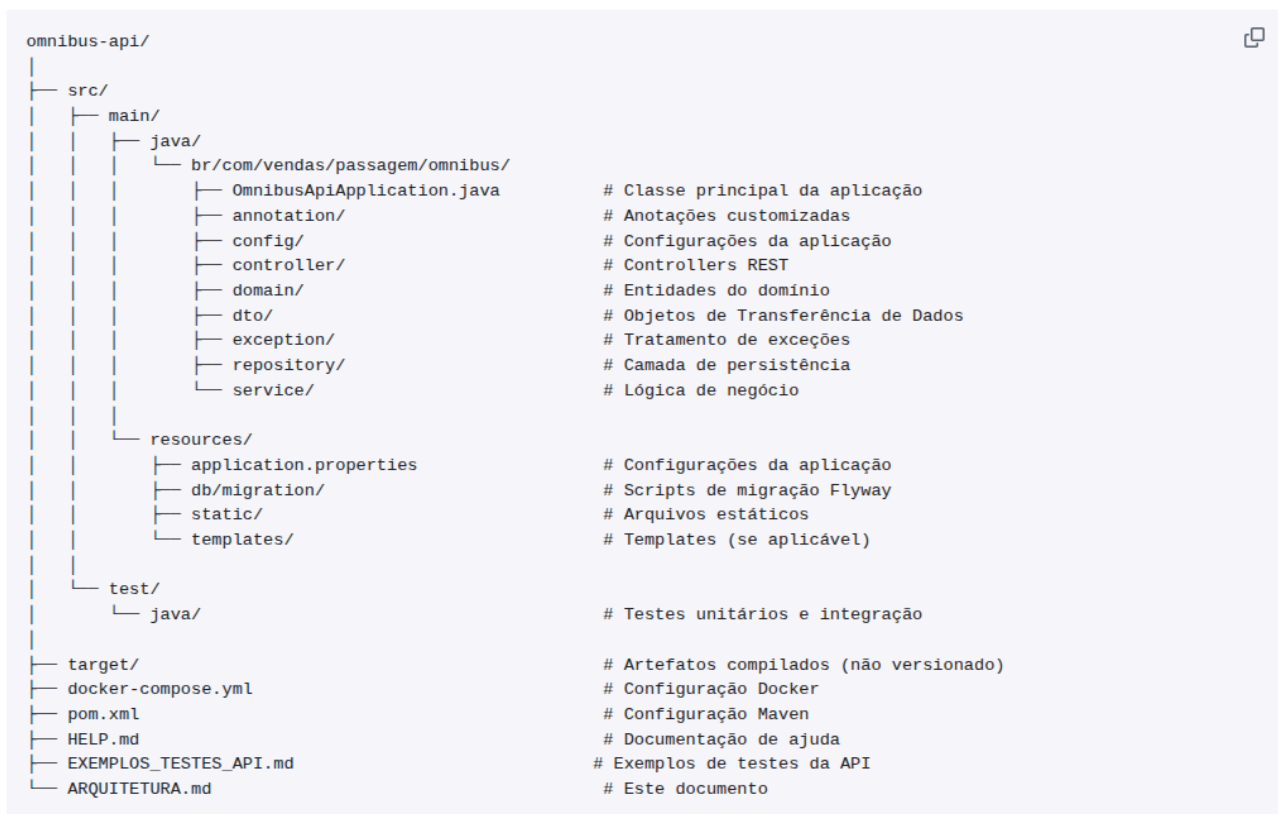 omnibus-api/
│
├── src/
│   ├── main/
│   │   ├── java/
│   │   │   └── br/com/vendas/passagem/omnibus/
│   │   │       ├── OmnibusApiApplication.java          # Classe principal da aplicação
│   │   │       ├── annotation/                         # Anotações customizadas
│   │   │       ├── config/                             # Configurações da aplicação
│   │   │       ├── controller/                         # Controllers REST
│   │   │       ├── domain/                             # Entidades do domínio
│   │   │       ├── dto/                                # Objetos de Transferência de Dados
│   │   │       ├── exception/                          # Tratamento de exceções
│   │   │       ├── repository/                         # Camada de persistência
│   │   │       └── service/                            # Lógica de negócio
│   │   │
│   │   └── resources/
│   │       ├── application.properties                  # Configurações da aplicação
│   │       ├── db/migration/                           # Scripts de migração Flyway
│   │       ├── static/                                 # Arquivos estáticos
│   │       └── templates/                              # Templates (se aplicável)
│   │
│   └── test/
│       └── java/                                       # Testes unitários e integração
│
├── target/                                             # Artefatos compilados (não versionado)
├── docker-compose.yml                                  # Configuração Docker
├── pom.xml                                             # Configuração Maven
├── HELP.md                                             # Documentação de ajuda
├── EXEMPLOS_TESTES_API.md                             # Exemplos de testes da API
└── ARQUITETURA.md                                      # Este documento